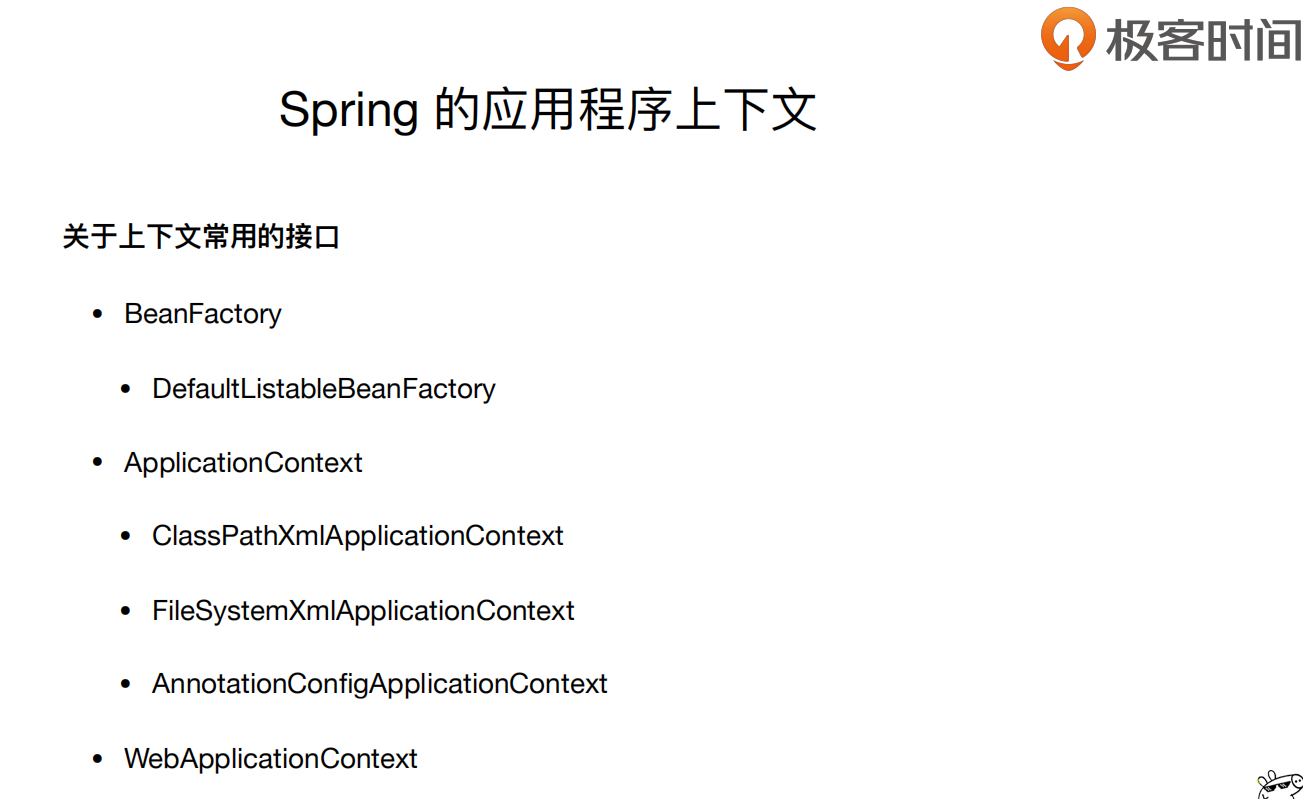 极客时间
Spring 的应用程序上下文
关于上下文常用的接口
• BeanFactory
• DefaultListableBeanFactory
• ApplicationContext
• ClassPathXmlApplicationContext
• FileSystemXmlApplicationContext
• AnnotationConfigApplicationContext
• WebApplicationContext